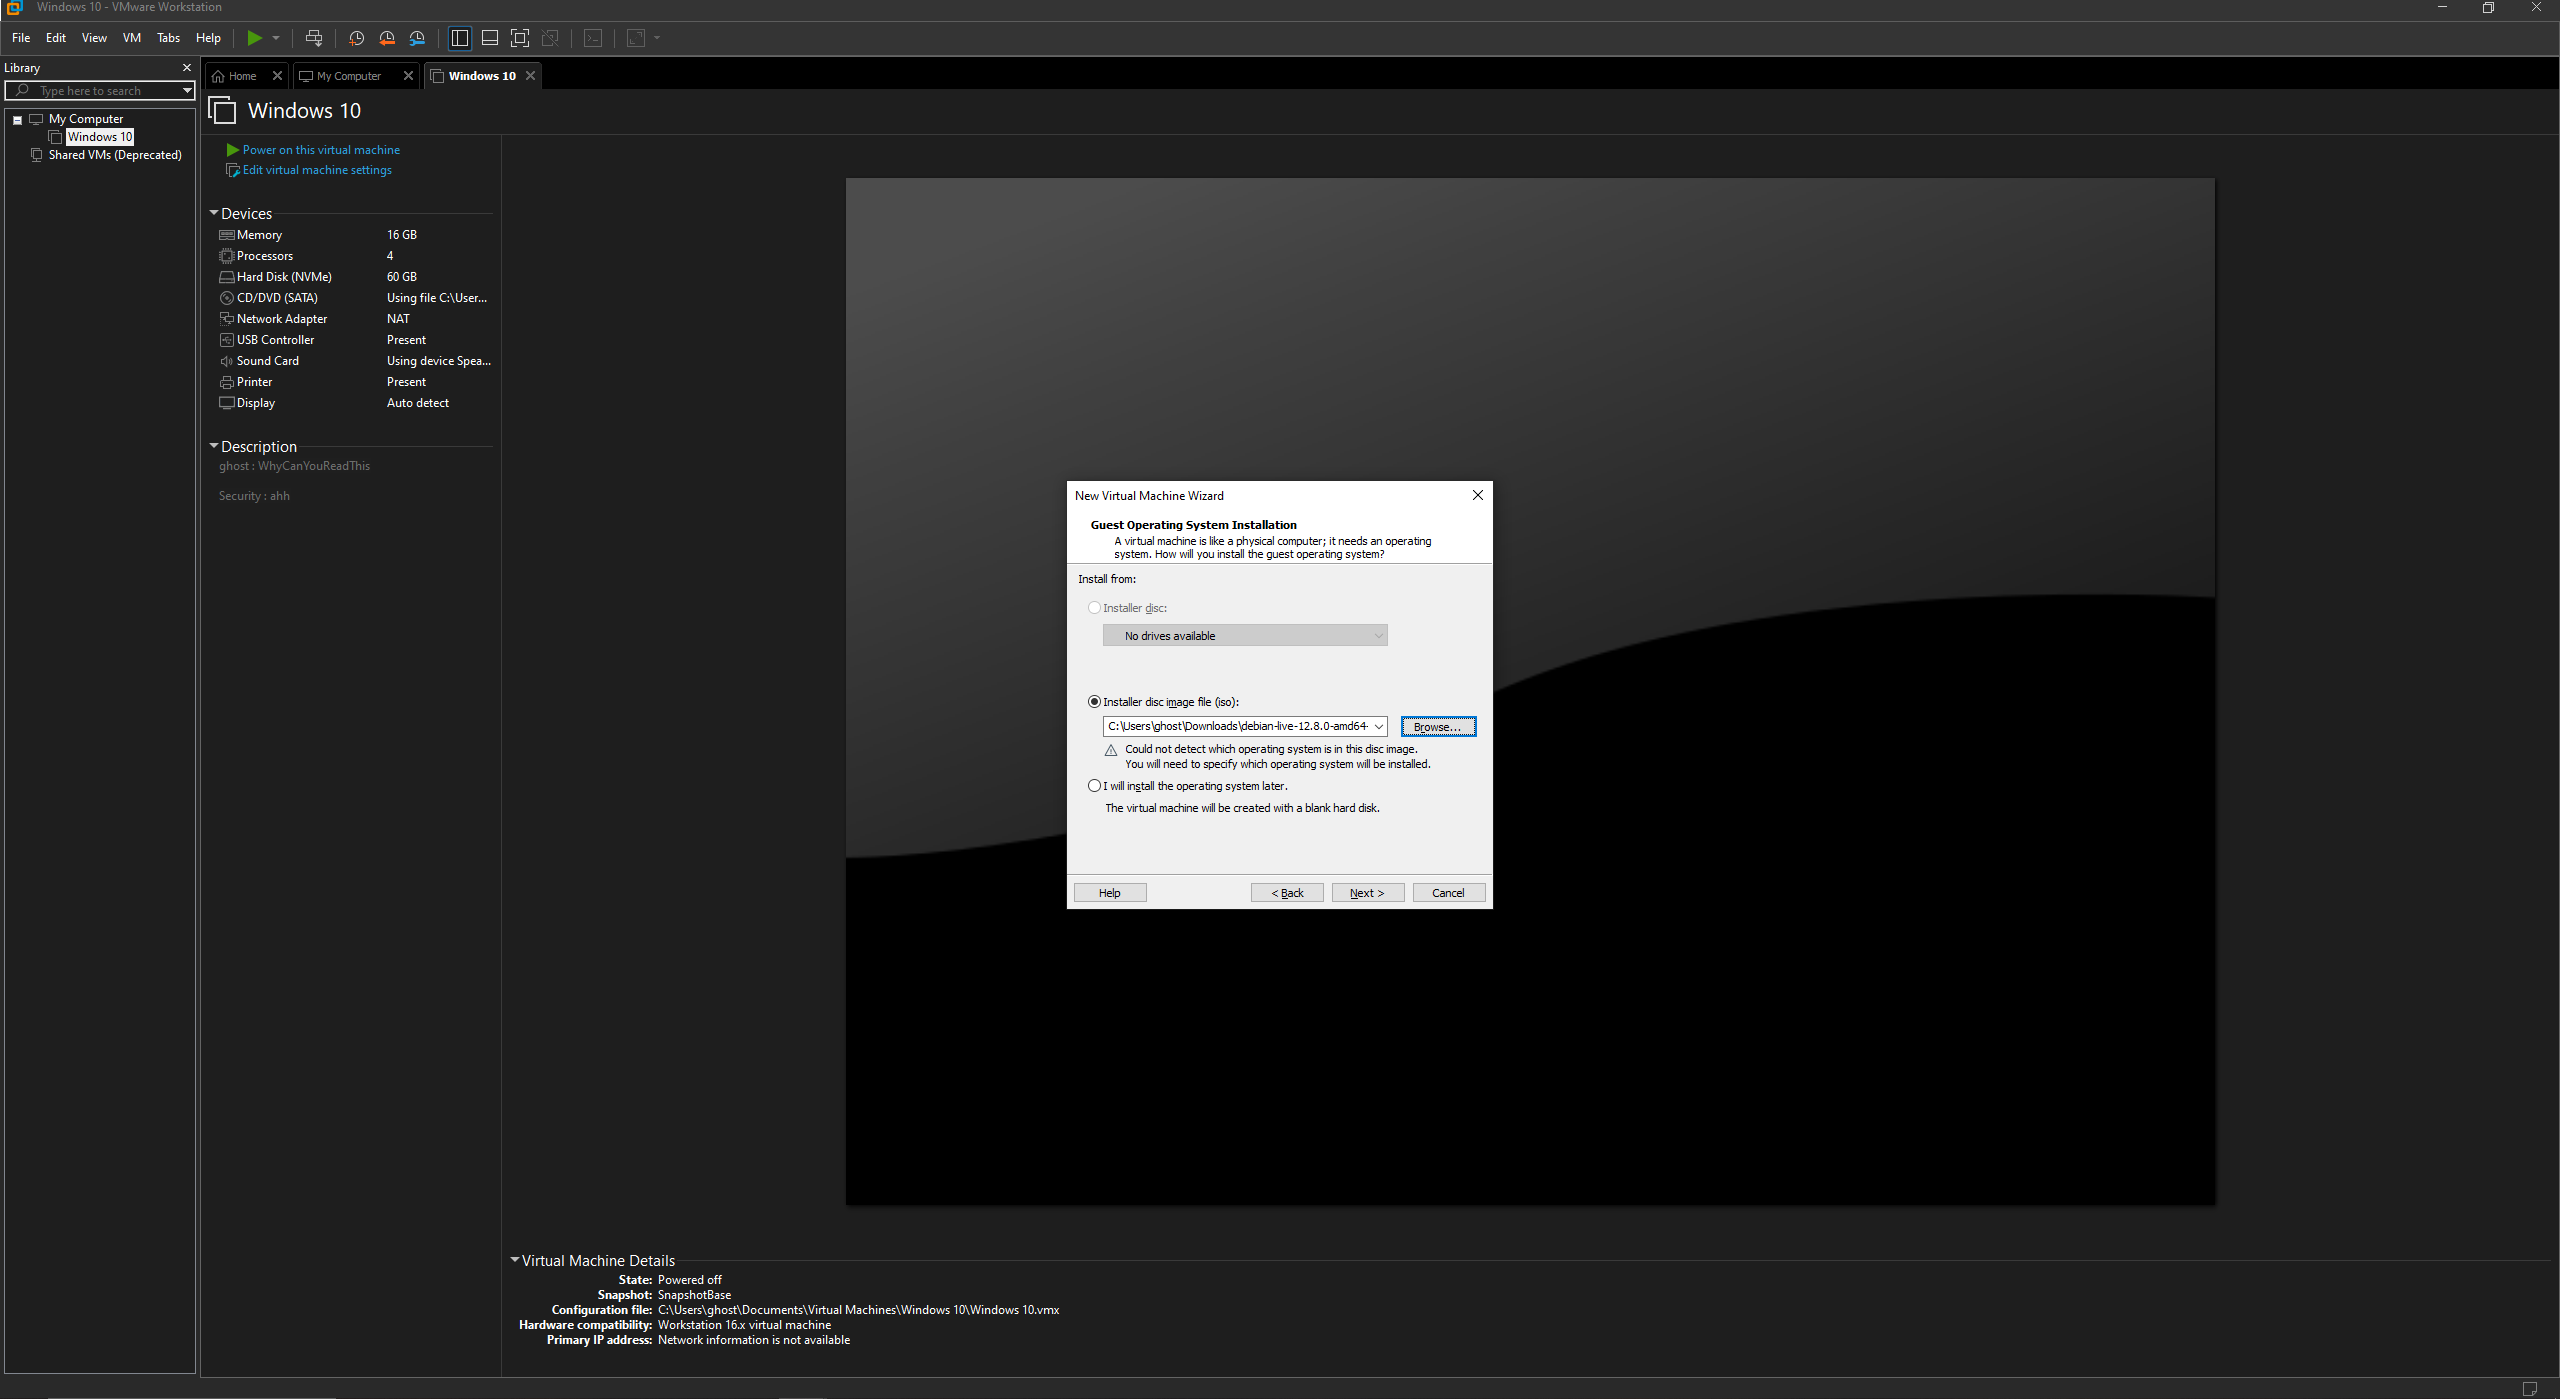 Windows 10 - VMware Workstation
File Edit View VM Tabs Help
Library
Type here to search
My Computer
Windows 10
Shared VMs (Deprecated)
Home My Computer Windows 10
Windows 10
Power on this virtual machine
Edit virtual machine settings
Devices
Memory 16 GB
Processors 4
Hard Disk (NVMe) 60 GB
CD/DVD (SATA) Using file C:\User...
Network Adapter NAT
USB Controller Present
Sound Card Using device Spea...
Printer Present
Display Auto detect
Description
ghost : WhyCanYouReadThis
Security : ahh
New Virtual Machine Wizard
Guest Operating System Installation
A virtual machine is like a physical computer; it needs an operating
system. How will you install the guest operating system?
Install from:
Installer disc:
No drives available
Installer disc image file (iso):
C:\Users\ghost\Downloads\debian-live-12.8.0-amd64- Browse...
Could not detect which operating system is in this disc image.
You will need to specify which operating system will be installed.
I will install the operating system later.
The virtual machine will be created with a blank hard disk.
Help < Back Next > Cancel
Virtual Machine Details
State: Powered off
Snapshot: SnapshotBase
Configuration file: C:\Users\ghost\Documents\Virtual Machines\Windows 10\Windows 10.vmx
Hardware compatibility: Workstation 16.x virtual machine
Primary IP address: Network information is not available